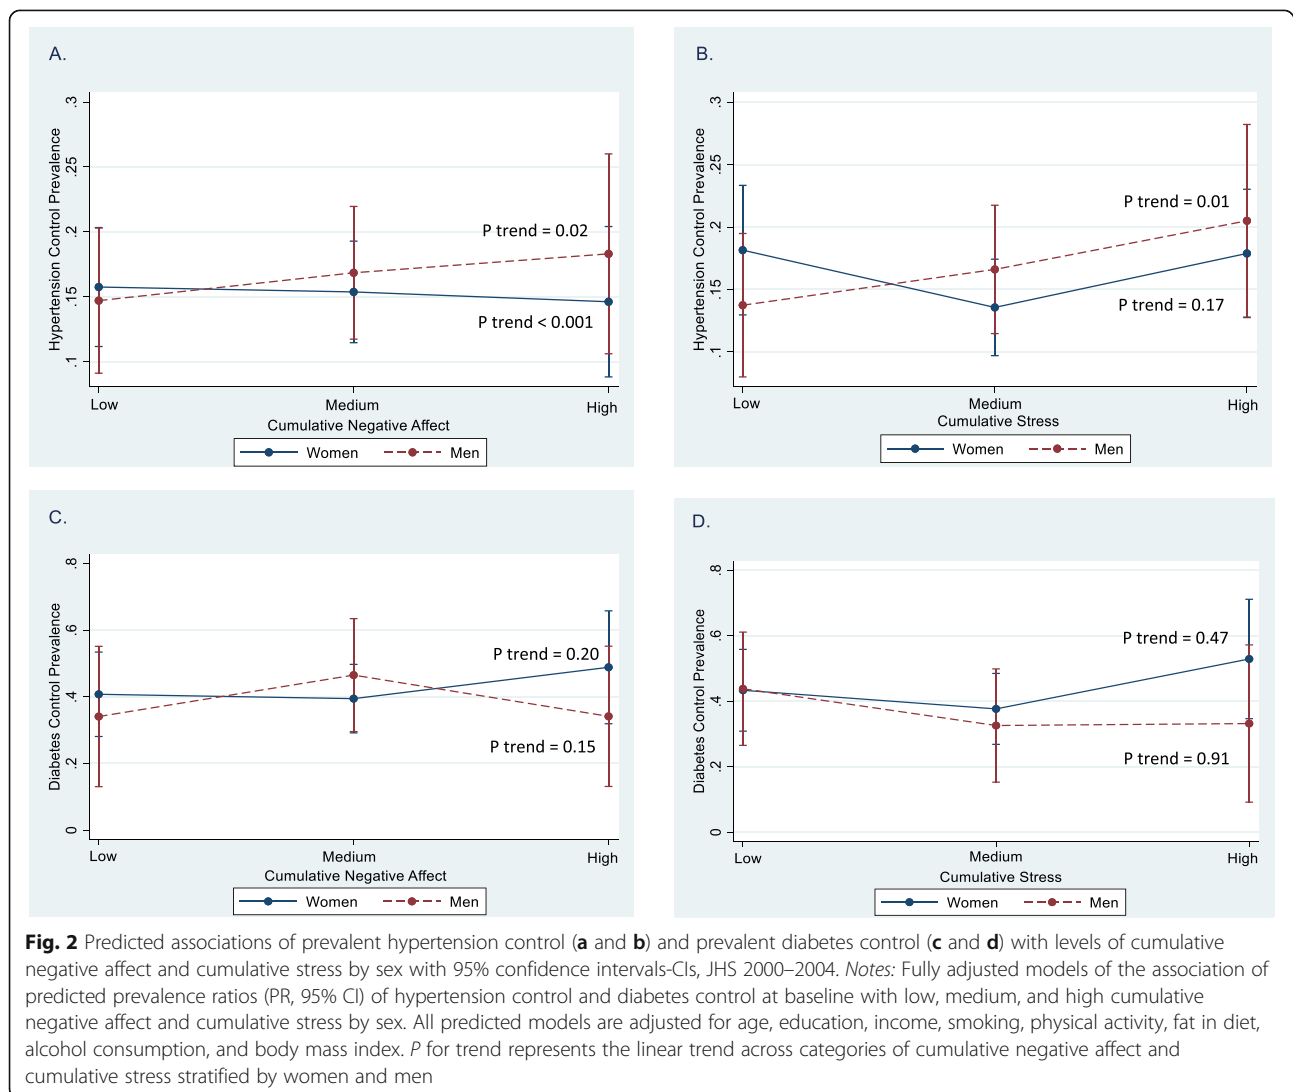 A.
.3
.25
.2
.15
.1
Hypertension Control Prevalence
P trend = 0.02
P trend < 0.001
Low
Medium
High
Cumulative Negative Affect
Women
Men
B.
.3
.25
.2
.15
.1
Hypertension Control Prevalence
P trend = 0.01
P trend = 0.17
Low
Medium
High
Cumulative Stress
Women
Men
C.
.8
.6
.4
.2
0
Diabetes Control Prevalence
P trend = 0.20
P trend = 0.15
Low
Medium
High
Cumulative Negative Affect
Women
Men
D.
.8
.6
.4
.2
0
Diabetes Control Prevalence
P trend = 0.47
P trend = 0.91
Low
Medium
High
Cumulative Stress
Women
Men
Fig. 2 Predicted associations of prevalent hypertension control (a and b) and prevalent diabetes control (c and d) with levels of cumulative
negative affect and cumulative stress by sex with 95% confidence intervals-CIs, JHS 2000–2004. Notes: Fully adjusted models of the association of
predicted prevalence ratios (PR, 95% CI) of hypertension control and diabetes control at baseline with low, medium, and high cumulative
negative affect and cumulative stress by sex. All predicted models are adjusted for age, education, income, smoking, physical activity, fat in diet,
alcohol consumption, and body mass index. P for trend represents the linear trend across categories of cumulative negative affect and
cumulative stress stratified by women and men